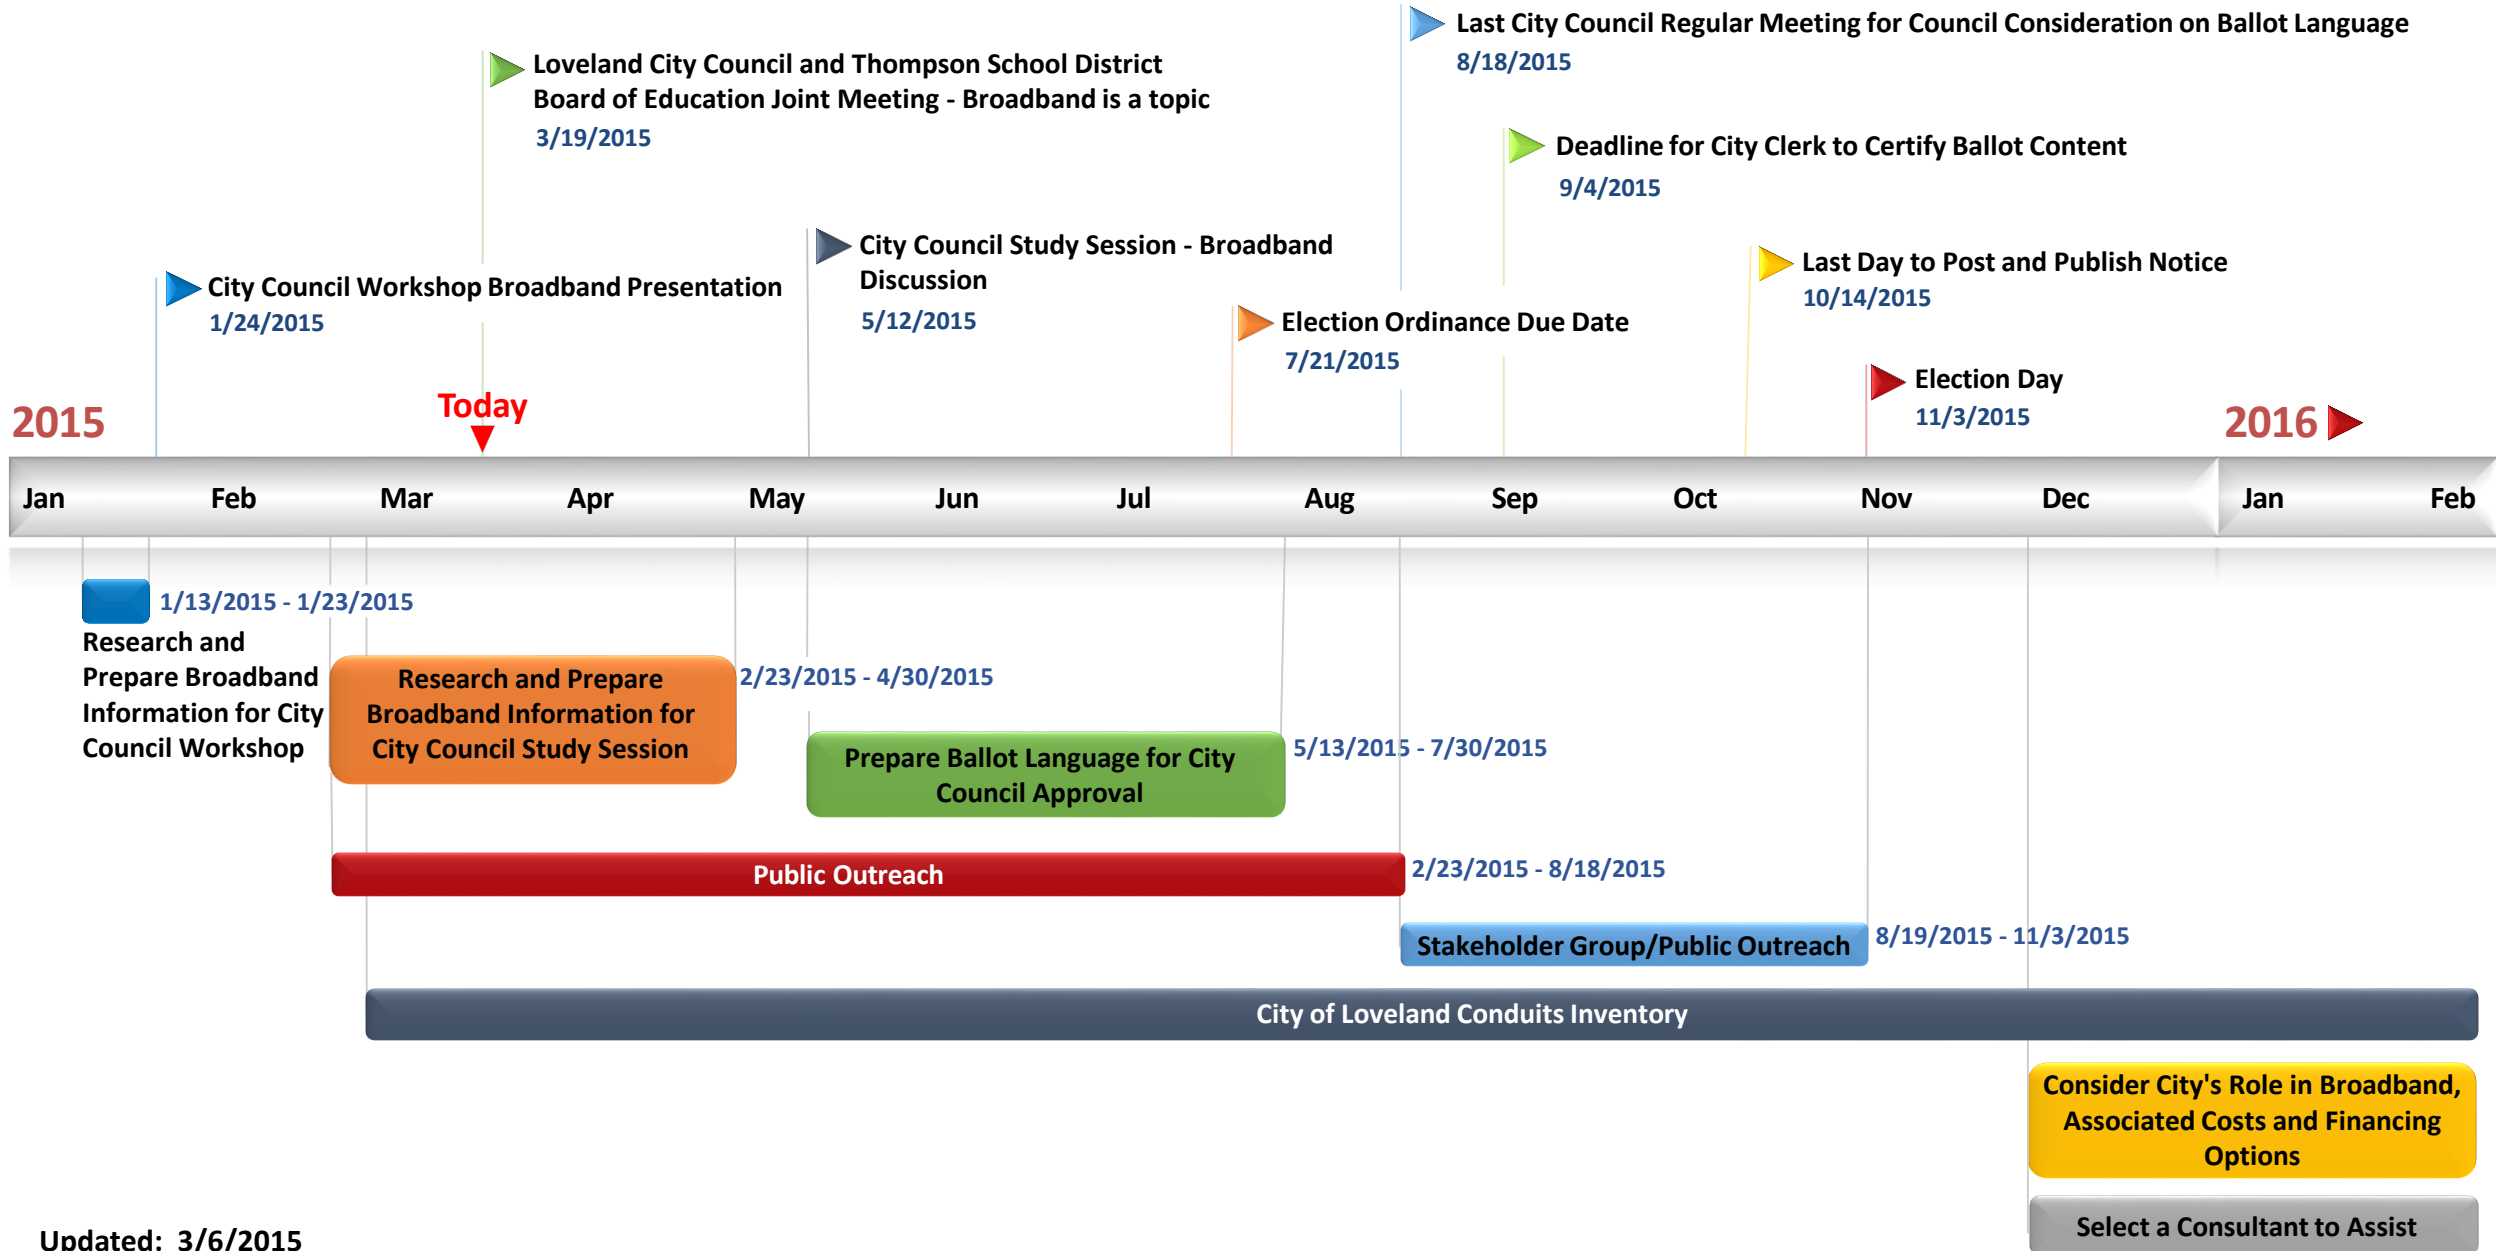 Last City Council Regular Meeting for Council Consideration on Ballot Language
8/18/2015
Loveland City Council and Thompson School District
Board of Education Joint Meeting - Broadband is a topic
3/19/2015
Deadline for City Clerk to Certify Ballot Content
9/4/2015
City Council Study Session - Broadband
Discussion
5/12/2015
Last Day to Post and Publish Notice
10/14/2015
City Council Workshop Broadband Presentation
1/24/2015
Election Ordinance Due Date
7/21/2015
Election Day
11/3/2015
2015
Today
2016
Jan
Feb
Mar
Apr
May
Jun
Jul
Aug
Sep
Oct
Nov
Dec
Jan
Feb
1/13/2015 - 1/23/2015
Research and
Prepare Broadband
Information for City
Council Workshop
Research and Prepare
Broadband Information for
City Council Study Session
2/23/2015 - 4/30/2015
Prepare Ballot Language for City
Council Approval
5/13/2015 - 7/30/2015
Public Outreach
2/23/2015 - 8/18/2015
Stakeholder Group/Public Outreach
8/19/2015 - 11/3/2015
City of Loveland Conduits Inventory
Consider City's Role in Broadband,
Associated Costs and Financing
Options
Select a Consultant to Assist
Updated: 3/6/2015